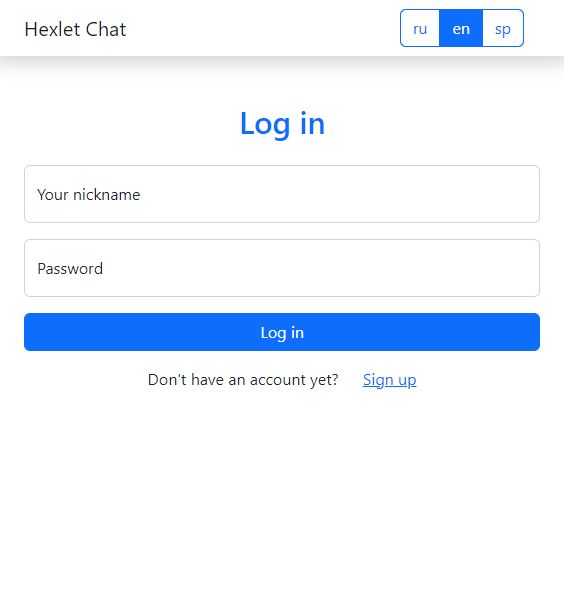 Hexlet Chat
ru en sp
Log in
Your nickname
Password
Log in
Don't have an account yet? Sign up